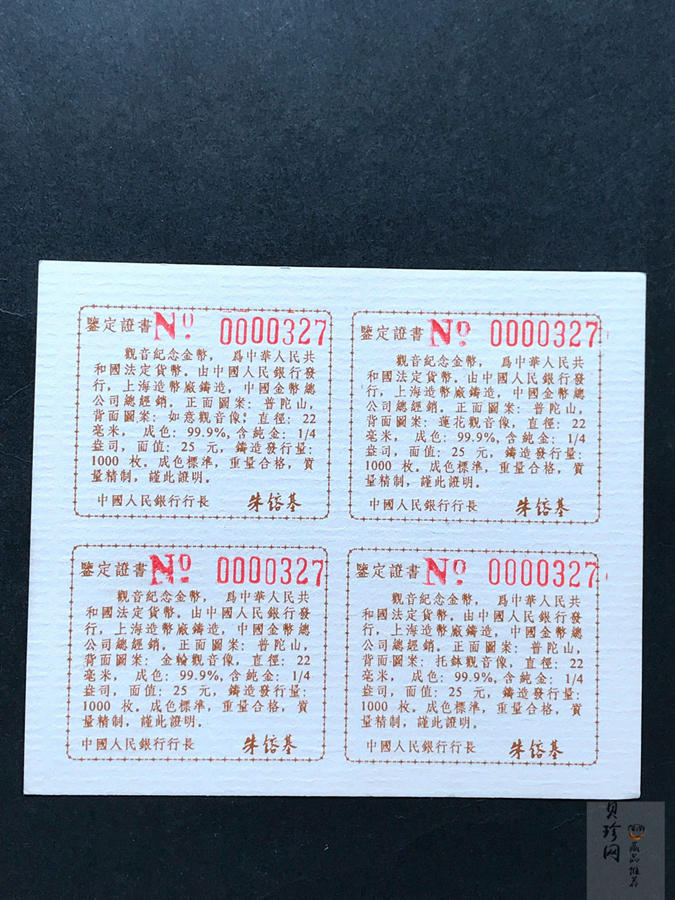 鑒定證書 Nº 0000327
觀音紀念金幣， 爲中華人民共
和國法定貨幣。由中國人民銀行發
行，上海造幣廠鑄造，中國金幣總
公司總經銷。正面圖案：普陀山，
背面圖案：如意觀音像；直徑：22
毫米， 成色：99.9%,含純金：1/4
盎司，面值：25 元，鑄造發行量：
1000 枚。成色標準，重量合格，質
量精制，謹此證明。
中國人民銀行行長 朱鎔基
鑒定證書 Nº 0000327
觀音紀念金幣， 爲中華人民共
和國法定貨幣。由中國人民銀行發
行，上海造幣廠鑄造，中國金幣總
公司總經銷。正面圖案：普陀山，
背面圖案：蓮花觀音像，直徑：22
毫米， 成色：99.9%,含純金：1/4
盎司，面值：25 元，鑄造發行量：
1000 枚。成色標準，重量合格，質
量精制，謹此證明。
中國人民銀行行長 朱鎔基
鑒定證書 Nº 0000327
觀音紀念金幣， 爲中華人民共
和國法定貨幣。由中國人民銀行發
行，上海造幣廠鑄造，中國金幣總
公司總經銷。正面圖案：普陀山，
背面圖案：金輪觀音像，直徑：22
毫米， 成色：99.9%,含純金：1/4
盎司，面值：25 元，鑄造發行量：
1000 枚。成色標準，重量合格，質
量精制，謹此證明。
中國人民銀行行長 朱鎔基
鑒定證書 Nº 0000327
觀音紀念金幣， 爲中華人民共
和國法定貨幣。由中國人民銀行發
行，上海造幣廠鑄造，中國金幣總
公司總經銷。正面圖案：普陀山，
背面圖案：托鉢觀音像，直徑：22
毫米， 成色：99.9%,含純金：1/4
盎司，面值：25 元，鑄造發行量：
1000 枚。成色標準，重量合格，質
量精制，謹此證明。
中國人民銀行行長 朱鎔基
贝珍网
藏品推荐